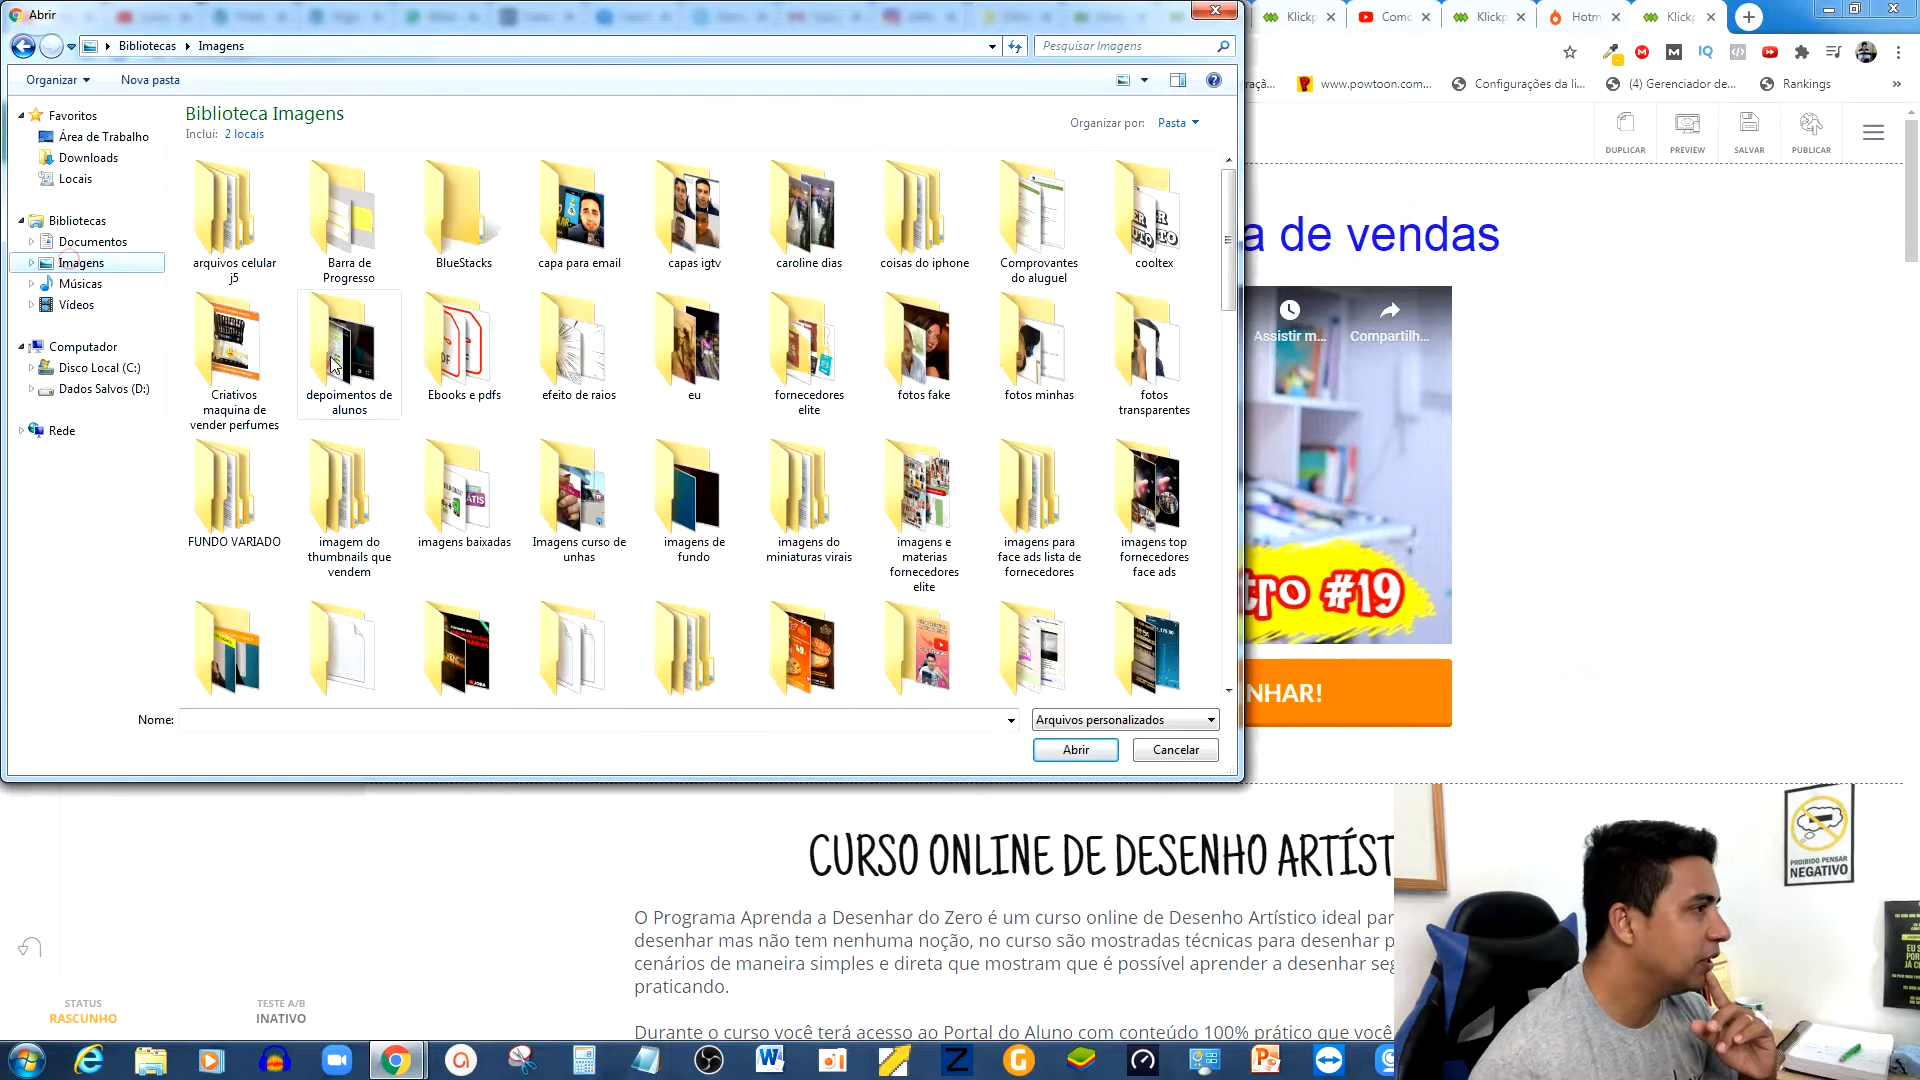 Abrir
Bibliotecas
Imagens
Pesquisar Imagens
Organizar
Nova pasta
Favoritos
Área de Trabalho
Downloads
Locais
Bibliotecas
Documentos
Imagens
Músicas
Vídeos
Computador
Disco Local (C:)
Dados Salvos (D:)
Rede
Biblioteca Imagens
Inclui: 2 locais
Organizar por: Pasta
arquivos celular
j5
Barra de
Progresso
BlueStacks
capa para email
capas igtv
caroline dias
coisas do iphone
Comprovantes
do aluguel
cooltex
Criativos
maquina de
vender perfumes
depoimentos de
alunos
Ebooks e pdfs
efeito de raios
eu
fornecedores
elite
fotos fake
fotos minhas
fotos
transparentes
FUNDO VARIADO
imagem do
thumbnails que
vendem
imagens baixadas
Imagens curso de
unhas
imagens de
fundo
imagens do
miniaturas virais
imagens e
materias
fornecedores
elite
imagens para
face ads lista de
fornecedores
imagens top
fornecedores
face ads
Nome:
Arquivos personalizados
Abrir
Cancelar
Klickp
Como
Klickp
Hotm
Klickp
www.powtoon.com...
Configurações da li...
(4) Gerenciador de...
Rankings
»
DUPLICAR
PREVIEW
SALVAR
PUBLICAR
a de vendas
Assistir m...
Compartilh...
tro #19
NHAR!
CURSO ONLINE DE DESENHO ARTÍST
O Programa Aprenda a Desenhar do Zero é um curso online de Desenho Artístico ideal par
desenhar mas não tem nenhuma noção, no curso são mostradas técnicas para desenhar p
cenários de maneira simples e direta que mostram que é possível aprender a desenhar seg
praticando.
Durante o curso você terá acesso ao Portal do Aluno com conteúdo 100% prático que você
STATUS
RASCUNHO
TESTE A/B
INATIVO
PROIBIDO PENSAR
NEGATIVO